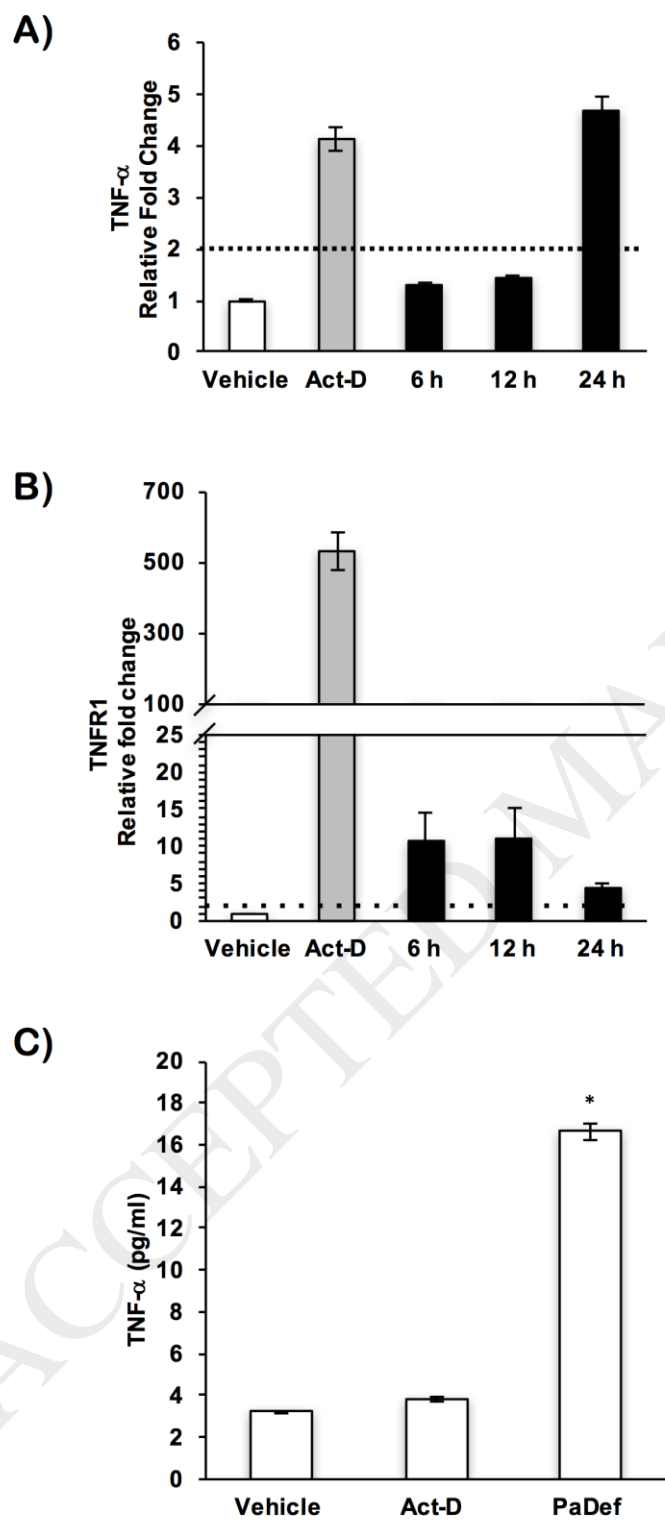 A)
6
5
4
3
2
1
0
TNF-α
Relative Fold Change
Vehicle Act-D 6 h 12 h 24 h
B)
700
500
300
100
25
20
15
10
5
0
TNFR1
Relative fold change
Vehicle Act-D 6 h 12 h 24 h
C)
20
18
16
14
12
10
8
6
4
2
0
TNF-α (pg/ml)
*
Vehicle Act-D PaDef
ACCEPTED MA